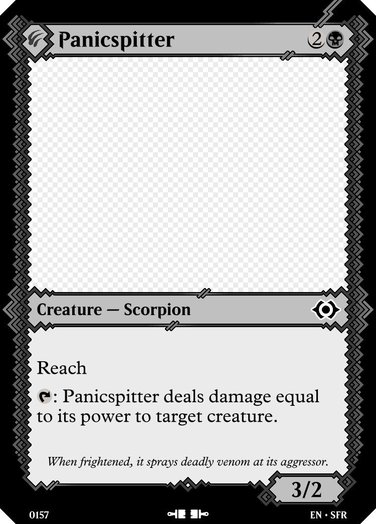 Panicspitter 2
Creature — Scorpion
Reach
: Panicspitter deals damage equal
to its power to target creature.
When frightened, it sprays deadly venom at its aggressor.
3/2
0157
EN • SFR